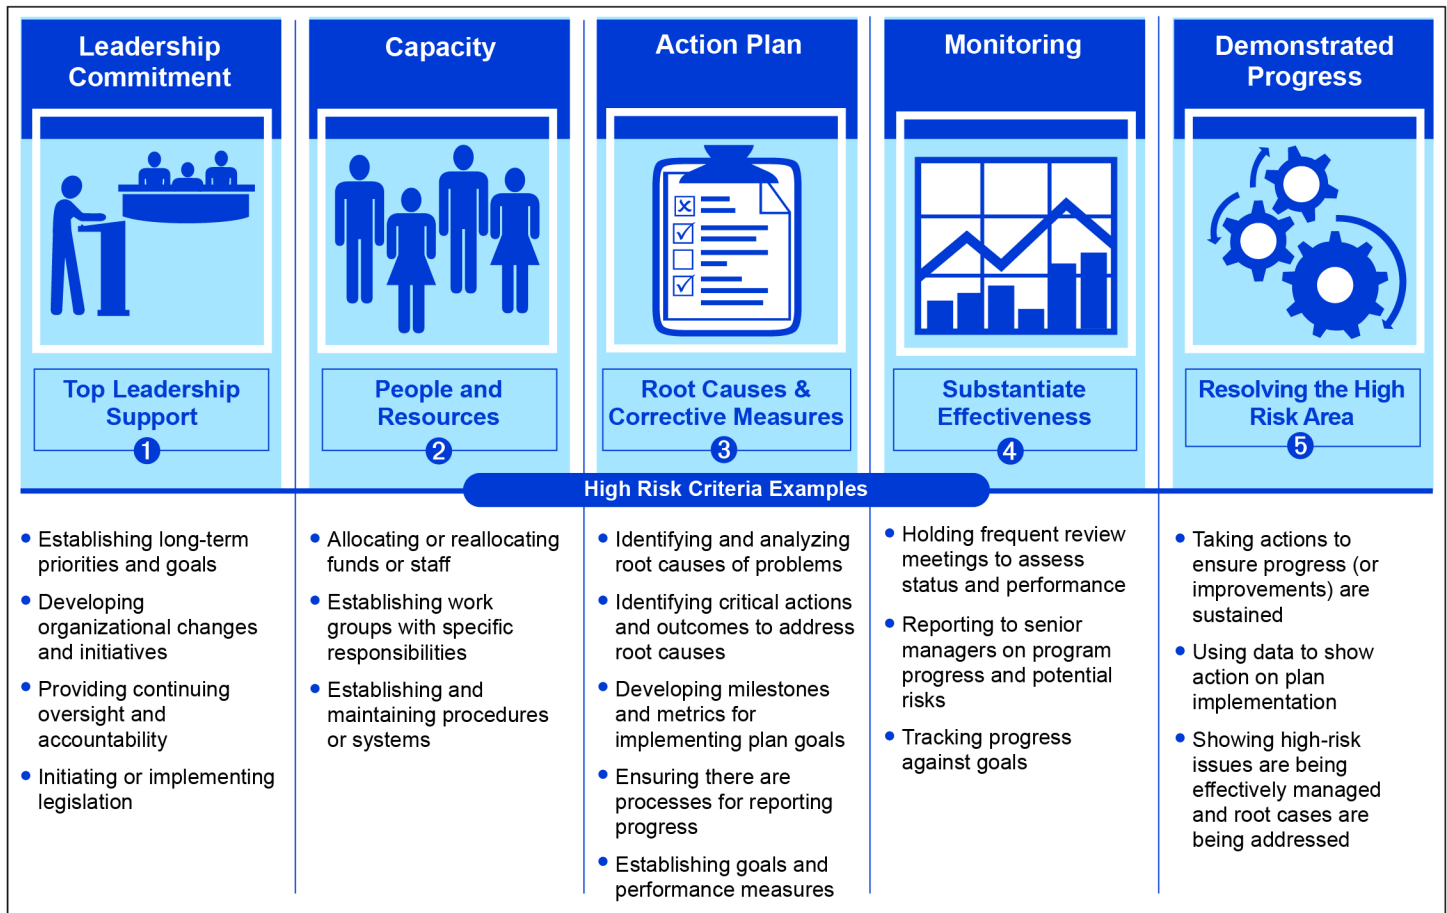 Leadership
Commitment
Capacity
Action Plan
Monitoring
Demonstrated
Progress
Top Leadership
Support
1
People and
Resources
2
Root Causes &
Corrective Measures
3
Substantiate
Effectiveness
4
Resolving the High
Risk Area
5
High Risk Criteria Examples
• Establishing long-term
priorities and goals
• Developing
organizational changes
and initiatives
• Providing continuing
oversight and
accountability
• Initiating or implementing
legislation
• Allocating or reallocating
funds or staff
• Establishing work
groups with specific
responsibilities
• Establishing and
maintaining procedures
or systems
• Identifying and analyzing
root causes of problems
• Identifying critical actions
and outcomes to address
root causes
• Developing milestones
and metrics for
implementing plan goals
• Ensuring there are
processes for reporting
progress
• Establishing goals and
performance measures
• Holding frequent review
meetings to assess
status and performance
• Reporting to senior
managers on program
progress and potential
risks
• Tracking progress
against goals
• Taking actions to
ensure progress (or
improvements) are
sustained
• Using data to show
action on plan
implementation
• Showing high-risk
issues are being
effectively managed
and root cases are
being addressed